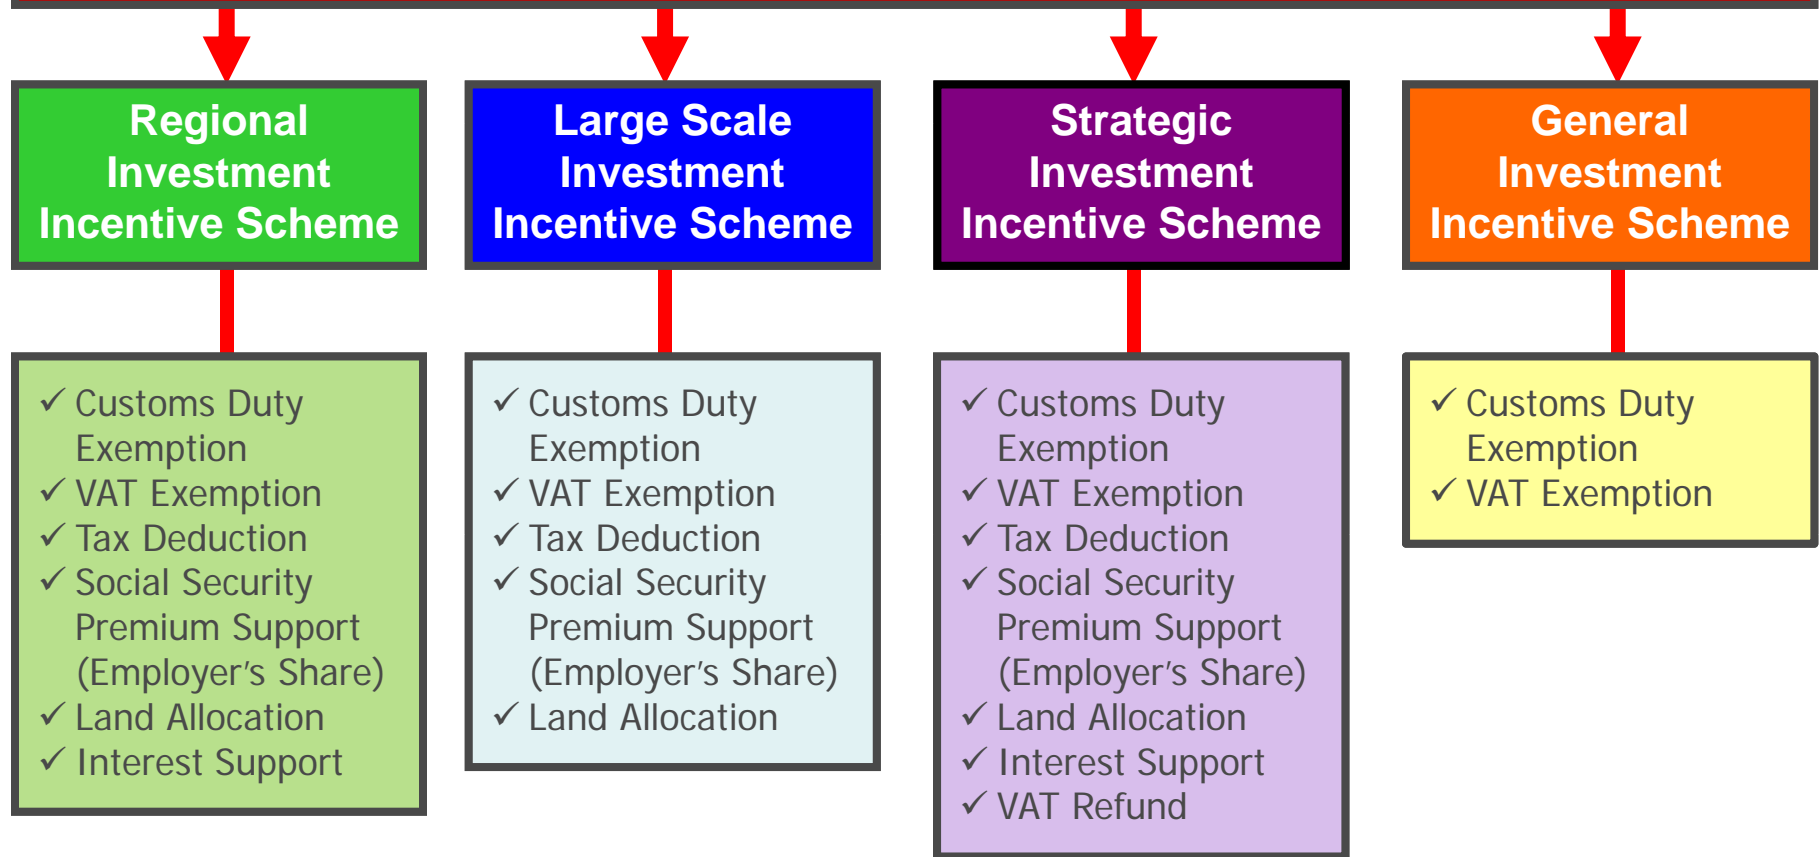 Regional
Investment
Incentive Scheme
Large Scale
Investment
Incentive Scheme
Strategic
Investment
Incentive Scheme
General
Investment
Incentive Scheme
✓ Customs Duty
Exemption
✓ VAT Exemption
✓ Tax Deduction
✓ Social Security
Premium Support
(Employer's Share)
✓ Land Allocation
✓ Interest Support
✓ Customs Duty
Exemption
✓ VAT Exemption
✓ Tax Deduction
✓ Social Security
Premium Support
(Employer's Share)
✓ Land Allocation
✓ Customs Duty
Exemption
✓ VAT Exemption
✓ Tax Deduction
✓ Social Security
Premium Support
(Employer's Share)
✓ Land Allocation
✓ Interest Support
✓ VAT Refund
✓ Customs Duty
Exemption
✓ VAT Exemption